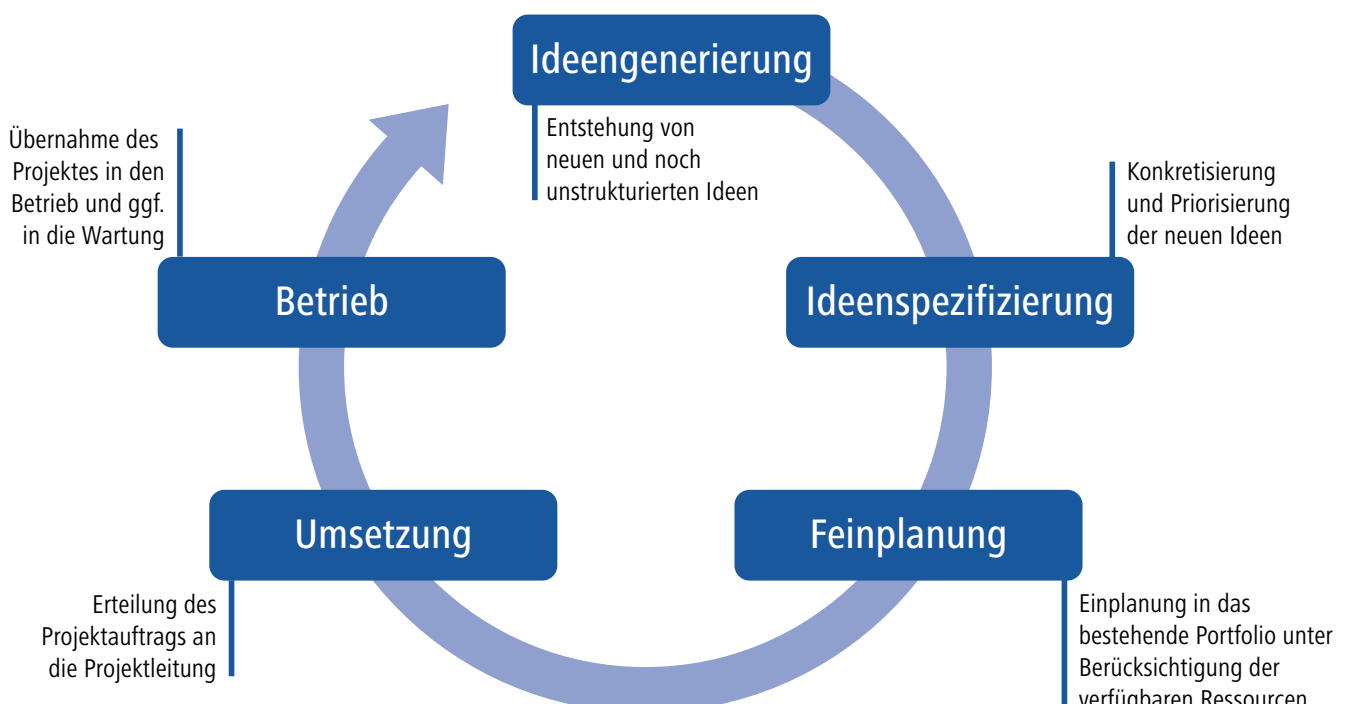 Ideengenerierung
Entstehung von
neuen und noch
unstrukturierten Ideen
Ideenspezifizierung
Konkretisierung
und Priorisierung
der neuen Ideen
Feinplanung
Einplanung in das
bestehende Portfolio unter
Berücksichtigung der
verfügbaren Ressourcen
Umsetzung
Erteilung des
Projektauftrags an
die Projektleitung
Betrieb
Übernahme des
Projektes in den
Betrieb und ggf.
in die Wartung